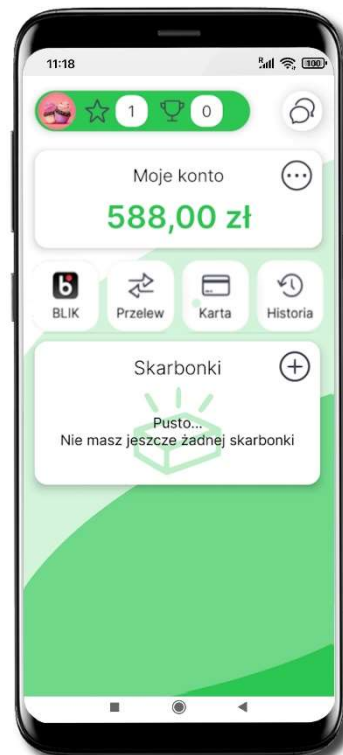 11:18
R
100
1
0
Moje konto
588,00 zł
BLIK
Przelew
Karta
Historia
Skarbonki
Pusto...
Nie masz jeszcze żadnej skarbonki